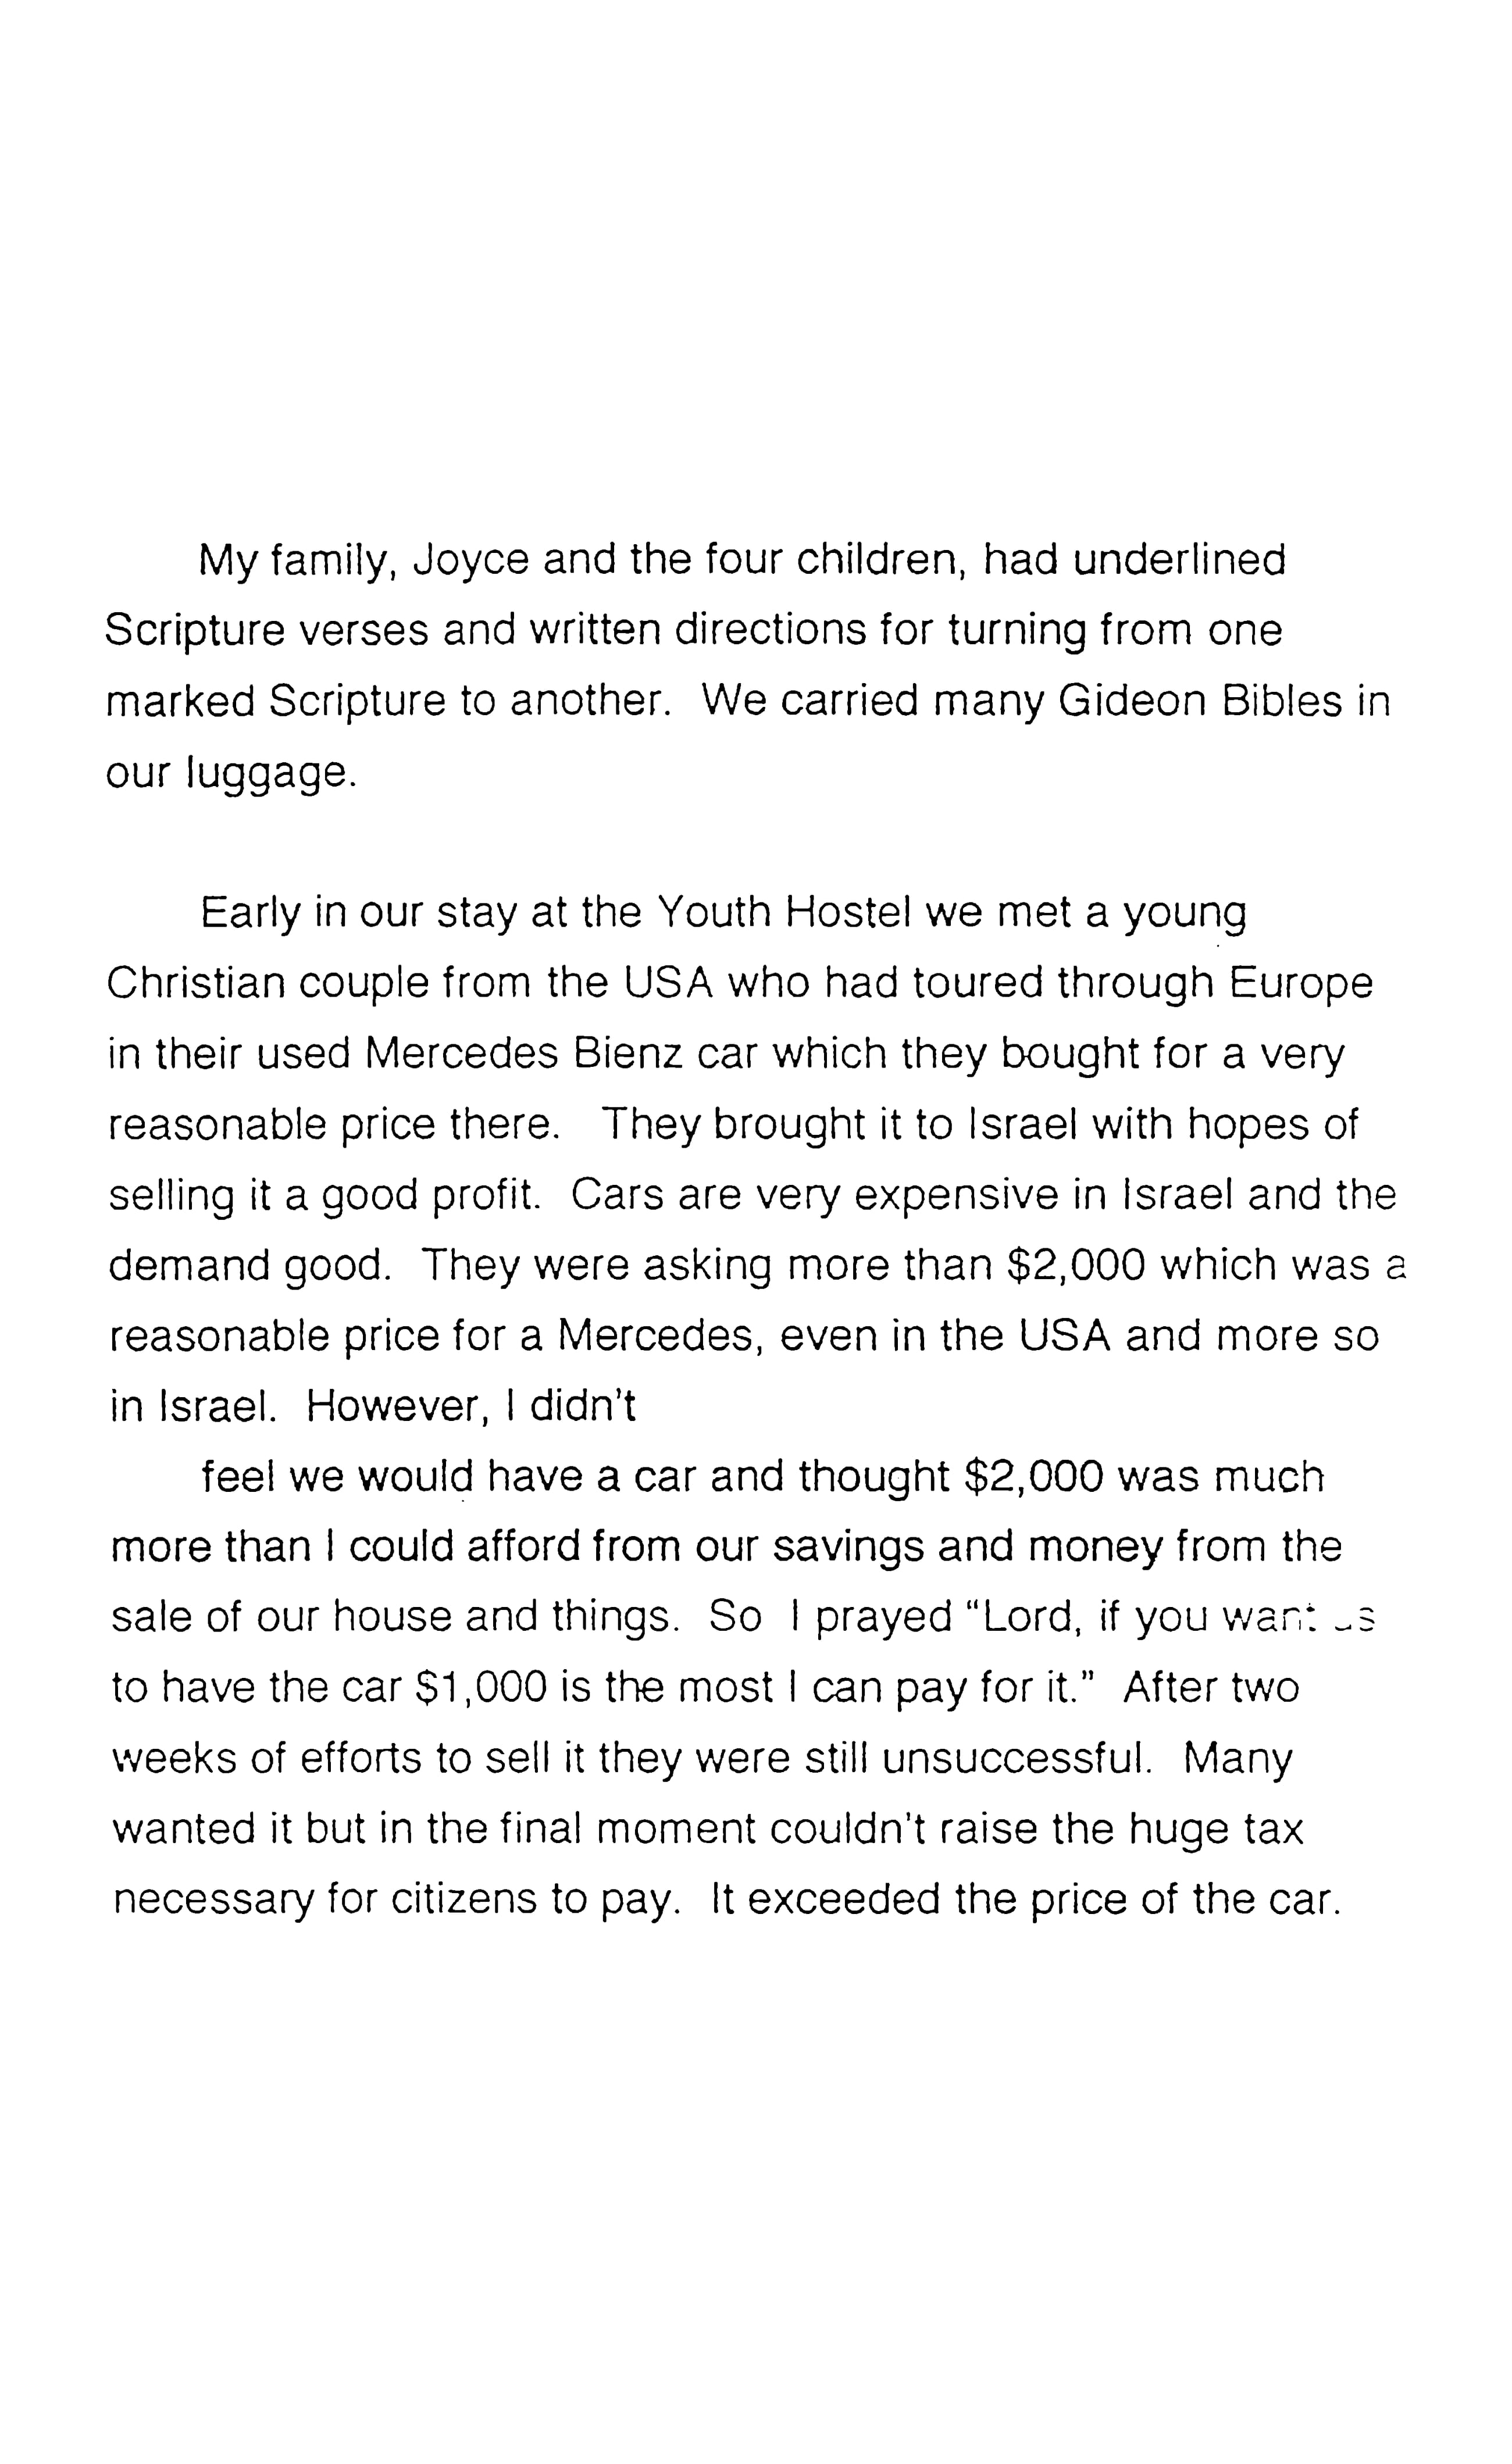 My family, Joyce and the four children, had underlined
Scripture verses and written directions for turning from one
marked Scripture to another. We carried many Gideon Bibles in
our luggage.
Early in our stay at the Youth Hostel we met a young
Christian couple from the USA who had toured through Europe
in their used Mercedes Bienz car which they bought for a very
reasonable price there. They brought it to Israel with hopes of
selling it a good profit. Cars are very expensive in Israel and the
demand good. They were asking more than $2,000 which was a
reasonable price for a Mercedes, even in the USA and more so
in Israel. However, I didn't
feel we would have a car and thought $2,000 was much
more than I could afford from our savings and money from the
sale of our house and things. So I prayed "Lord, if you want us
to have the car $1,000 is the most I can pay for it." After two
weeks of efforts to sell it they were still unsuccessful. Many
wanted it but in the final moment couldn't raise the huge tax
necessary for citizens to pay. It exceeded the price of the car.